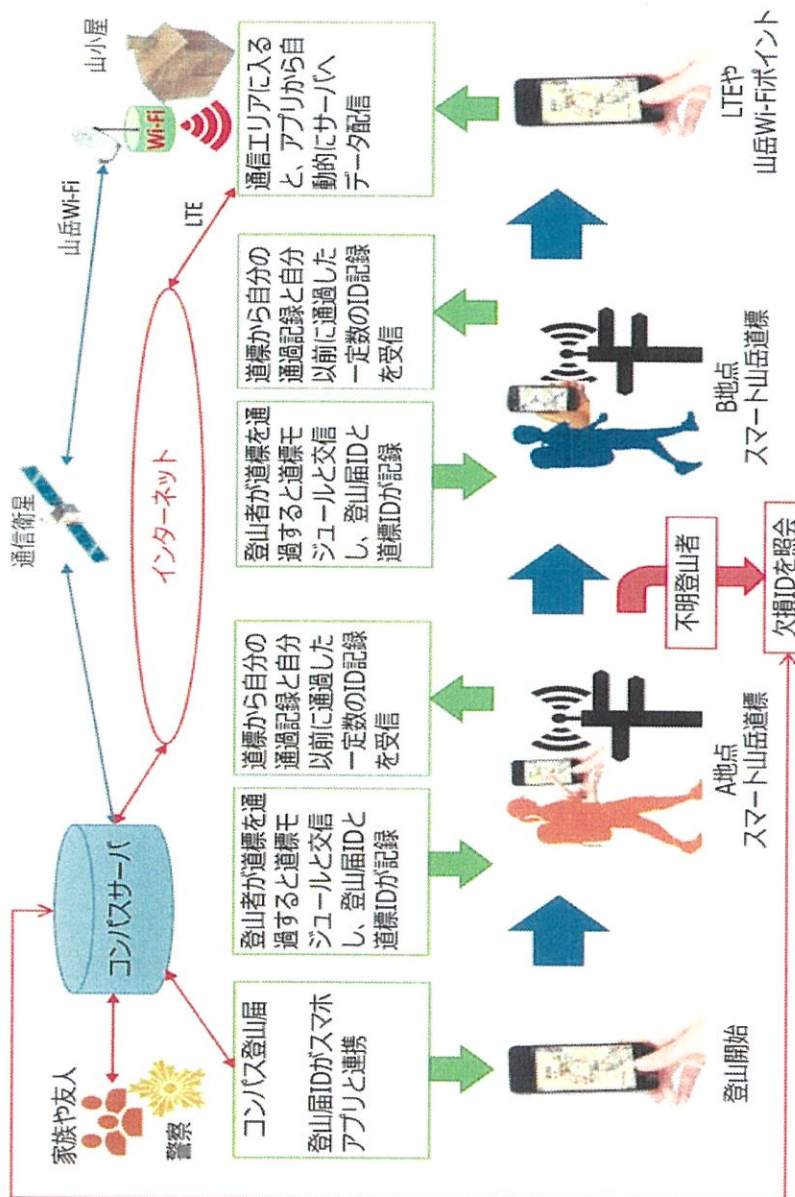 家族や友人
警察
コンパスサーバ
通信衛星
山岳Wi-Fi
インターネット
LTE
Wi-Fi
山小屋
コンパス登山届
登山届IDがスマホ
アプリと連携
登山者が道標を通
過すると道標モ
ジュールと交信
し、登山届IDと
道標IDが記録
道標から自分の
通過記録と自分
以前に通過した
一定数のID記録
を受信
登山者が道標を通
過すると道標モ
ジュールと交信
し、登山届IDと
道標IDが記録
道標から自分の
通過記録と自分
以前に通過した
一定数のID記録
を受信
通信エリアに入る
と、アプリから自
動的にサーバへ
データ配信
登山開始
A地点
スマート山岳道標
不明登山者
欠損IDを照会
B地点
スマート山岳道標
LTEや
山岳Wi-Fiポイント